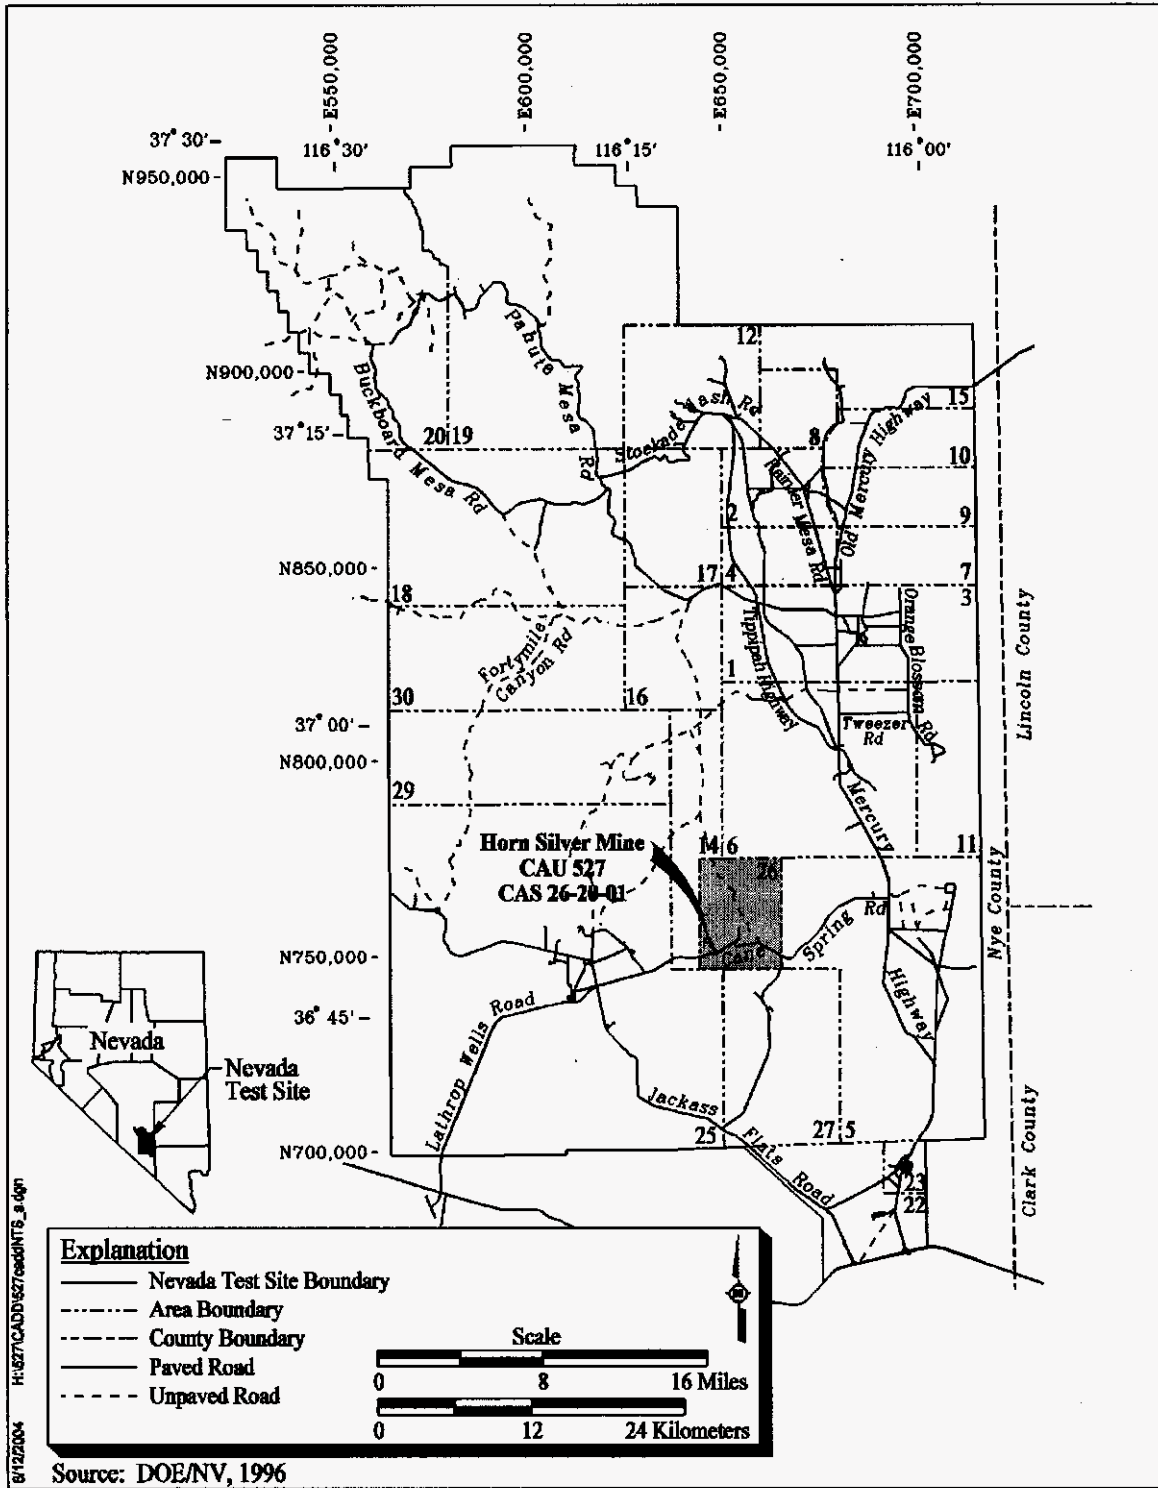 E550,000
E600,000
E650,000
E700,000
37° 30'
116° 30'
116° 15'
116° 00'
N950,000
Pahute Mesa Rd
12
N900,000
Buckboard Mesa Rd
Stockade Wash Rd
15
Old Mercury Highway
37° 15'
20
19
8
10
Rainier Mesa Rd
2
9
N850,000
17
4
7
18
3
Orange Blossom Rd
Tippipah Highway
Fortymile
Canyon Rd
Lincoln County
1
30
16
37° 00'
Tweezer
Rd
N800,000
29
Mercury
Highway
Horn Silver Mine
CAU 527
CAS 26-20-01
14
6
11
26
Nye County
Cane Spring Rd
N750,000
36° 45'
Lathrop Wells Road
Nevada
Nevada
Test Site
Jackass Flats Road
Clark County
N700,000
25
27
5
23
22
Explanation
Nevada Test Site Boundary
Area Boundary
County Boundary
Paved Road
Unpaved Road
Scale
0 8 16 Miles
0 12 24 Kilometers
Source: DOE/NV, 1996
8/12/2004